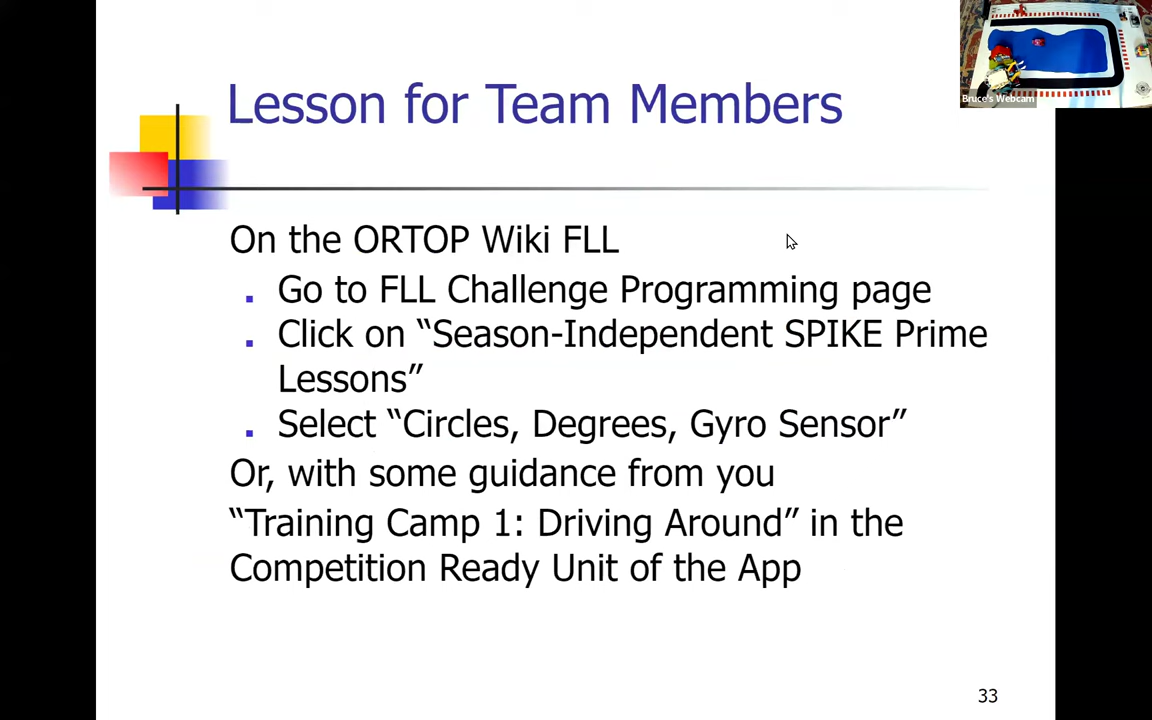 Lesson for Team Members
Bruce's Webcam
On the ORTOP Wiki FLL
Go to FLL Challenge Programming page
Click on “Season-Independent SPIKE Prime
Lessons”
Select “Circles, Degrees, Gyro Sensor”
Or, with some guidance from you
“Training Camp 1: Driving Around” in the
Competition Ready Unit of the App
33